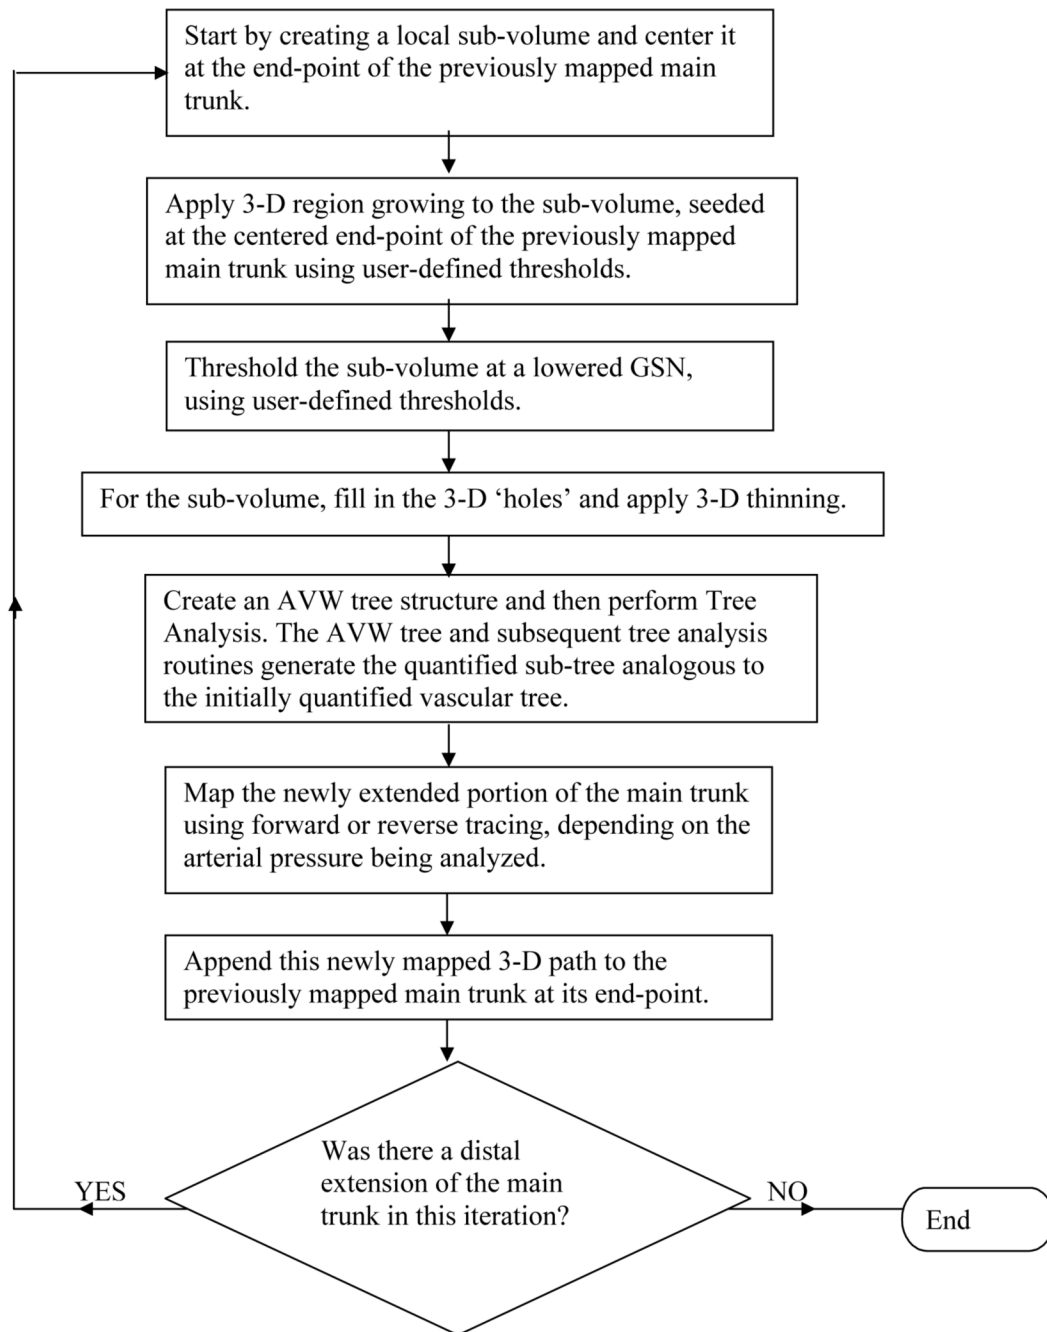 Start by creating a local sub-volume and center it
at the end-point of the previously mapped main
trunk.
Apply 3-D region growing to the sub-volume, seeded
at the centered end-point of the previously mapped
main trunk using user-defined thresholds.
Threshold the sub-volume at a lowered GSN,
using user-defined thresholds.
For the sub-volume, fill in the 3-D ‘holes’ and apply 3-D thinning.
Create an AVW tree structure and then perform Tree
Analysis. The AVW tree and subsequent tree analysis
routines generate the quantified sub-tree analogous to
the initially quantified vascular tree.
Map the newly extended portion of the main trunk
using forward or reverse tracing, depending on the
arterial pressure being analyzed.
Append this newly mapped 3-D path to the
previously mapped main trunk at its end-point.
Was there a distal
extension of the main
trunk in this iteration?
YES
NO
End